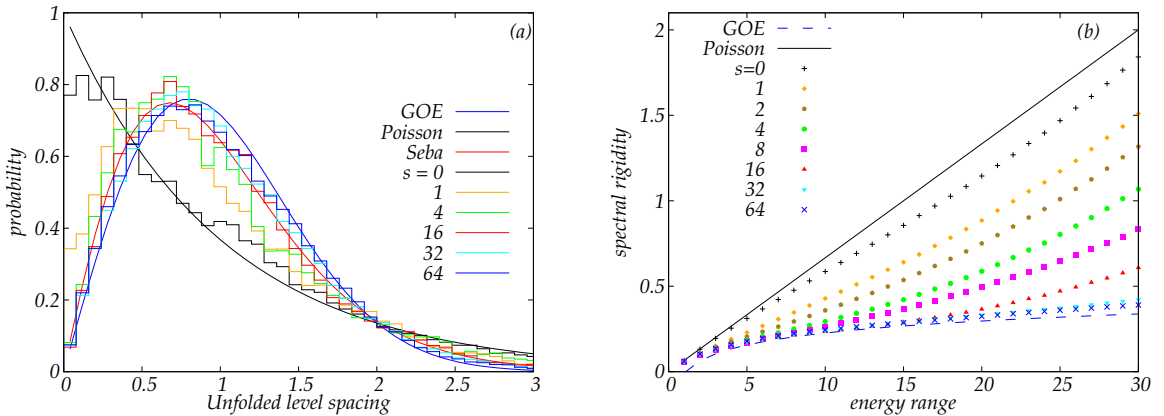 (a)
1
0.8
0.6
0.4
0.2
0
probability
0
0.5
1
1.5
2
2.5
3
Unfolded level spacing
GOE
Poisson
Seba
s = 0
1
4
16
32
64
(b)
2
1.5
1
0.5
0
spectral rigidity
0
5
10
15
20
25
30
energy range
GOE
Poisson
s=0
1
2
4
8
16
32
64